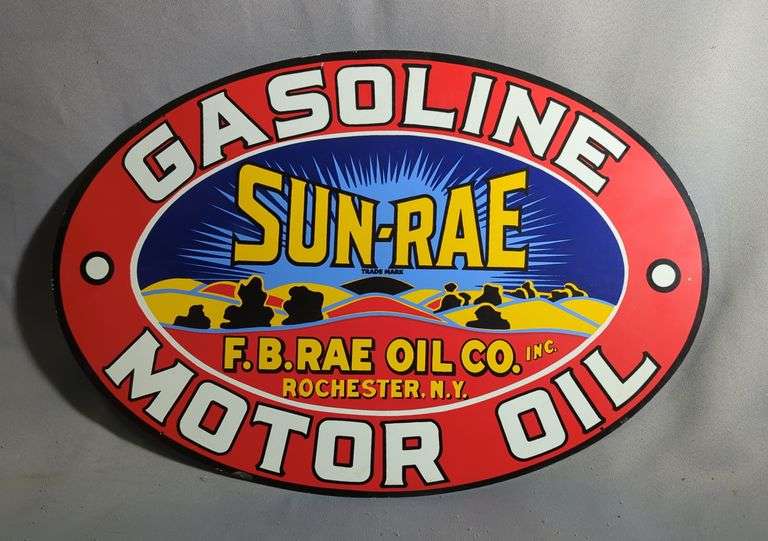 GASOLINE
SUN-RAE
TRADE MARK
F.B.RAE OIL CO. INC.
ROCHESTER, N.Y.
MOTOR OIL